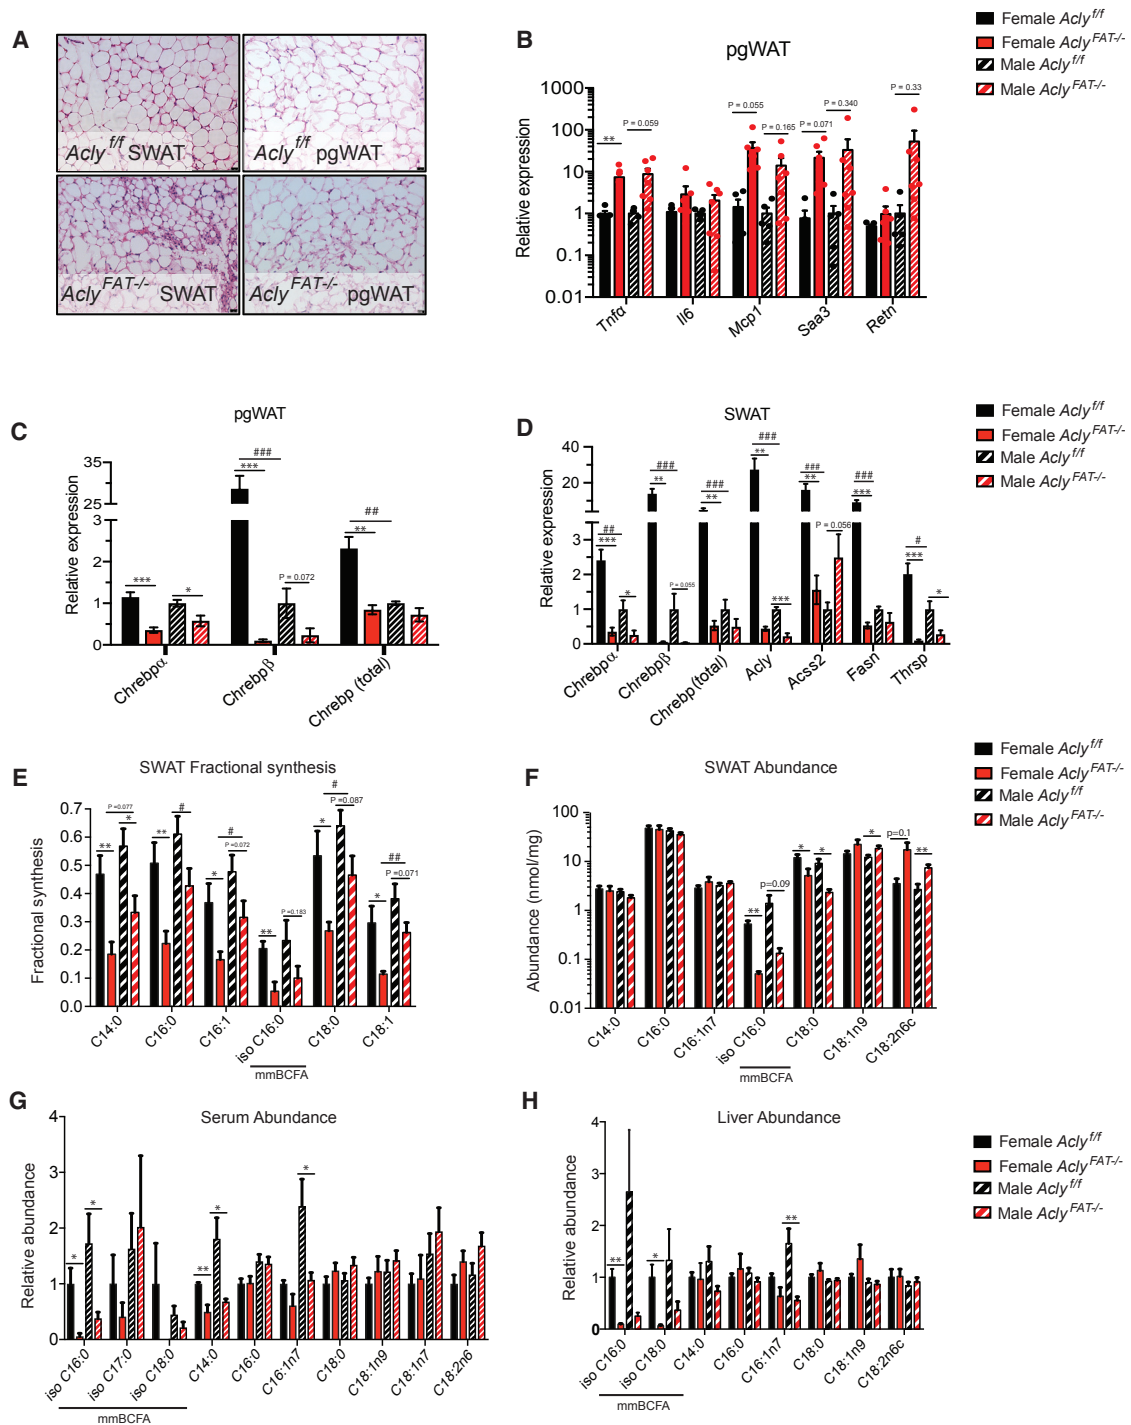 A
Acly f/f SWAT
Acly f/f pgWAT
Acly FAT-/- SWAT
Acly FAT-/- pgWAT
B
pgWAT
Female Acly f/f
Female Acly FAT-/-
Male Acly f/f
Male Acly FAT-/-
Relative expression
1000
100
10
1
0.1
0.01
**
P = 0.059
P = 0.055
P = 0.165
P = 0.071
P = 0.340
P = 0.33
Tnfα
Il6
Mcp1
Saa3
Retn
C
pgWAT
Relative expression
35
25
3
2
1
0
***
*
###
***
P = 0.072
##
**
Chrebpα
Chrebpβ
Chrebp (total)
D
SWAT
Female Acly f/f
Female Acly FAT-/-
Male Acly f/f
Male Acly FAT-/-
Relative expression
40
20
3
2
1
0
##
***
*
###
**
P = 0.055
###
**
###
**
***
###
**
P = 0.056
###
***
#
***
*
Chrebpα
Chrebpβ
Chrebp (total)
Acly
Acss2
Fasn
Thrsp
E
SWAT Fractional synthesis
Fractional synthesis
0.7
0.6
0.5
0.4
0.3
0.2
0.1
0.0
P =0.077
**
*
#
**
#
P =0.072
*
P =0.183
**
#
P =0.087
*
##
P =0.071
*
C14:0
C16:0
C16:1
iso C16:0
C18:0
C18:1
mmBCFA
F
SWAT Abundance
Female Acly f/f
Female Acly FAT-/-
Male Acly f/f
Male Acly FAT-/-
Abundance (nmol/mg)
100
10
1
0.1
0.01
**
p=0.09
*
*
*
p=0.1
**
C14:0
C16:0
C16:1n7
iso C16:0
C18:0
C18:1n9
C18:2n6c
mmBCFA
G
Serum Abundance
Relative abundance
4
3
2
1
0
*
*
**
*
*
iso C16:0
iso C17:0
iso C18:0
C14:0
C16:0
C16:1n7
C18:0
C18:1n9
C18:1n7
C18:2n6
mmBCFA
H
Liver Abundance
Female Acly f/f
Female Acly FAT-/-
Male Acly f/f
Male Acly FAT-/-
Relative abundance
4
2
1
0
**
*
**
iso C16:0
iso C18:0
C14:0
C16:0
C16:1n7
C18:0
C18:1n9
C18:2n6c
mmBCFA